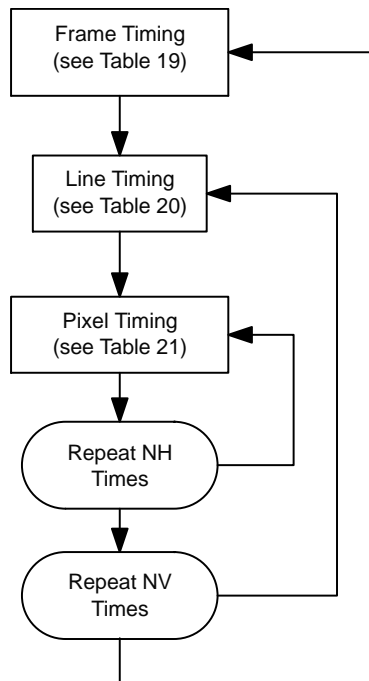 Frame Timing
(see Table 19)
Line Timing
(see Table 20)
Pixel Timing
(see Table 21)
Repeat NH
Times
Repeat NV
Times